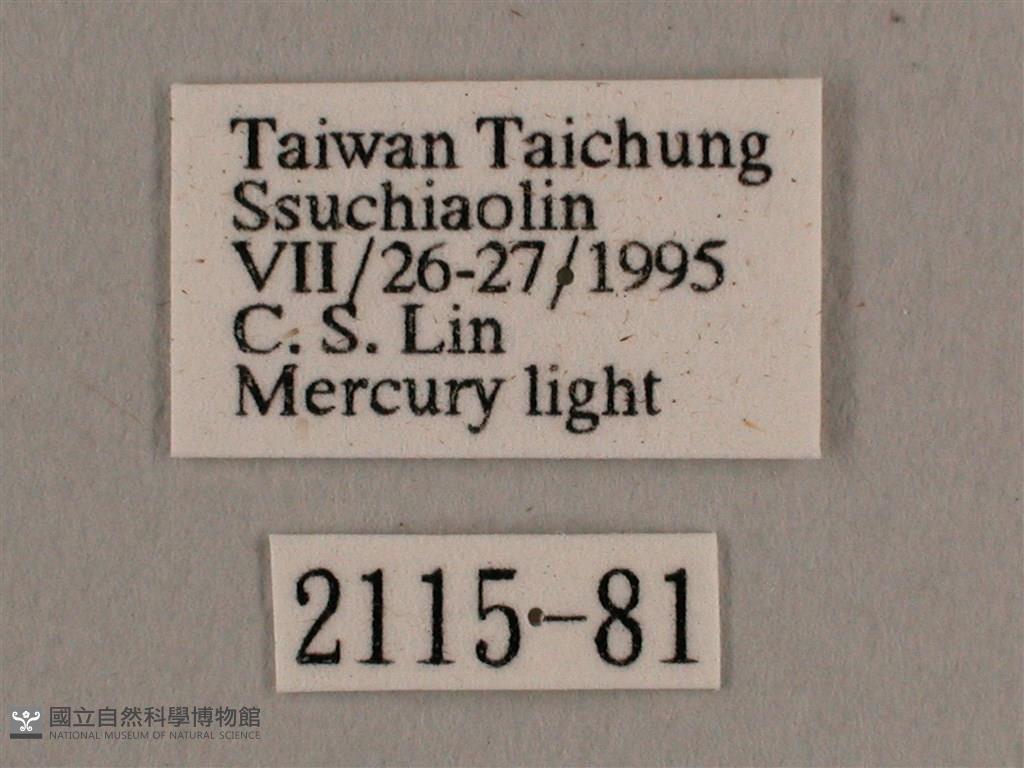 Taiwan Taichung
Ssuchiaolin
VII/26-27/1995
C. S. Lin
Mercury light
2115-81
國立自然科學博物館
NATIONAL MUSEUM OF NATURAL SCIENCE